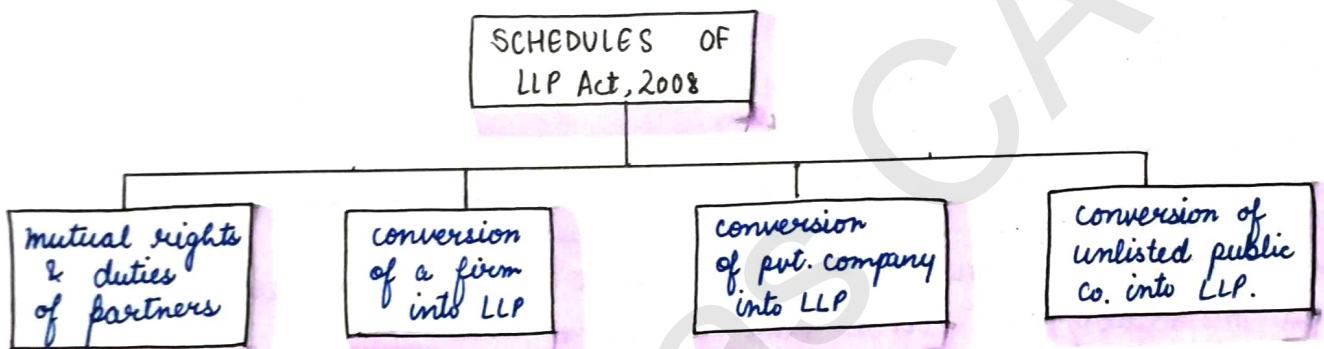 SCHEDULES OF
LLP Act, 2008
mutual rights
& duties
of partners
conversion
of a firm
into LLP
conversion
of pvt. company
into LLP
conversion of
unlisted public
co. into LLP.